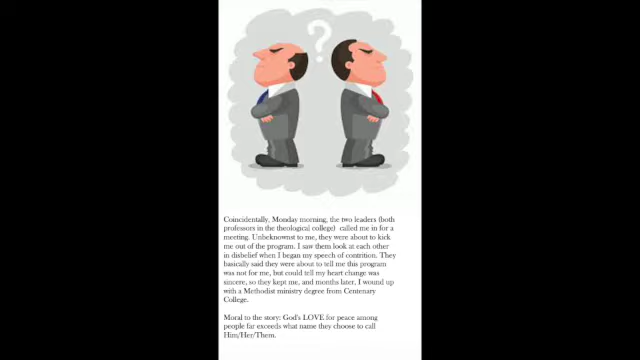 ?
Coincidentally, Monday morning, the two leaders (both
professors in the theological college) called me in for a
meeting. Unbeknownst to me, they were about to kick
me out of the program. I saw them look at each other
in disbelief when I began my speech of contrition. They
basically said they were about to tell me this program
was not for me, but could tell my heart change was
sincere, so they kept me, and months later, I wound up
with a Methodist ministry degree from Centenary
College.
Moral to the story: God's LOVE for peace among
people far exceeds what name they choose to call
Him/Her/Them.